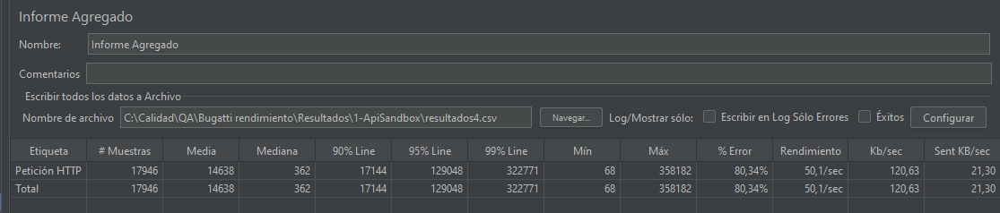 Informe Agregado
Nombre: Informe Agregado
Comentarios
Escribir todos los datos a Archivo
Nombre de archivo C:\Calidad\QA\Bugatti rendimiento\Resultados\1-ApiSandbox\resultados4.csv Navegar... Log/Mostrar sólo: Escribir en Log Sólo Errores Éxitos Configurar
Etiqueta # Muestras Media Mediana 90% Line 95% Line 99% Line Mín Máx % Error Rendimiento Kb/sec Sent KB/sec
Petición HTTP 17946 14638 362 17144 129048 322771 68 358182 80,34% 50,1/sec 120,63 21,30
Total 17946 14638 362 17144 129048 322771 68 358182 80,34% 50,1/sec 120,63 21,30